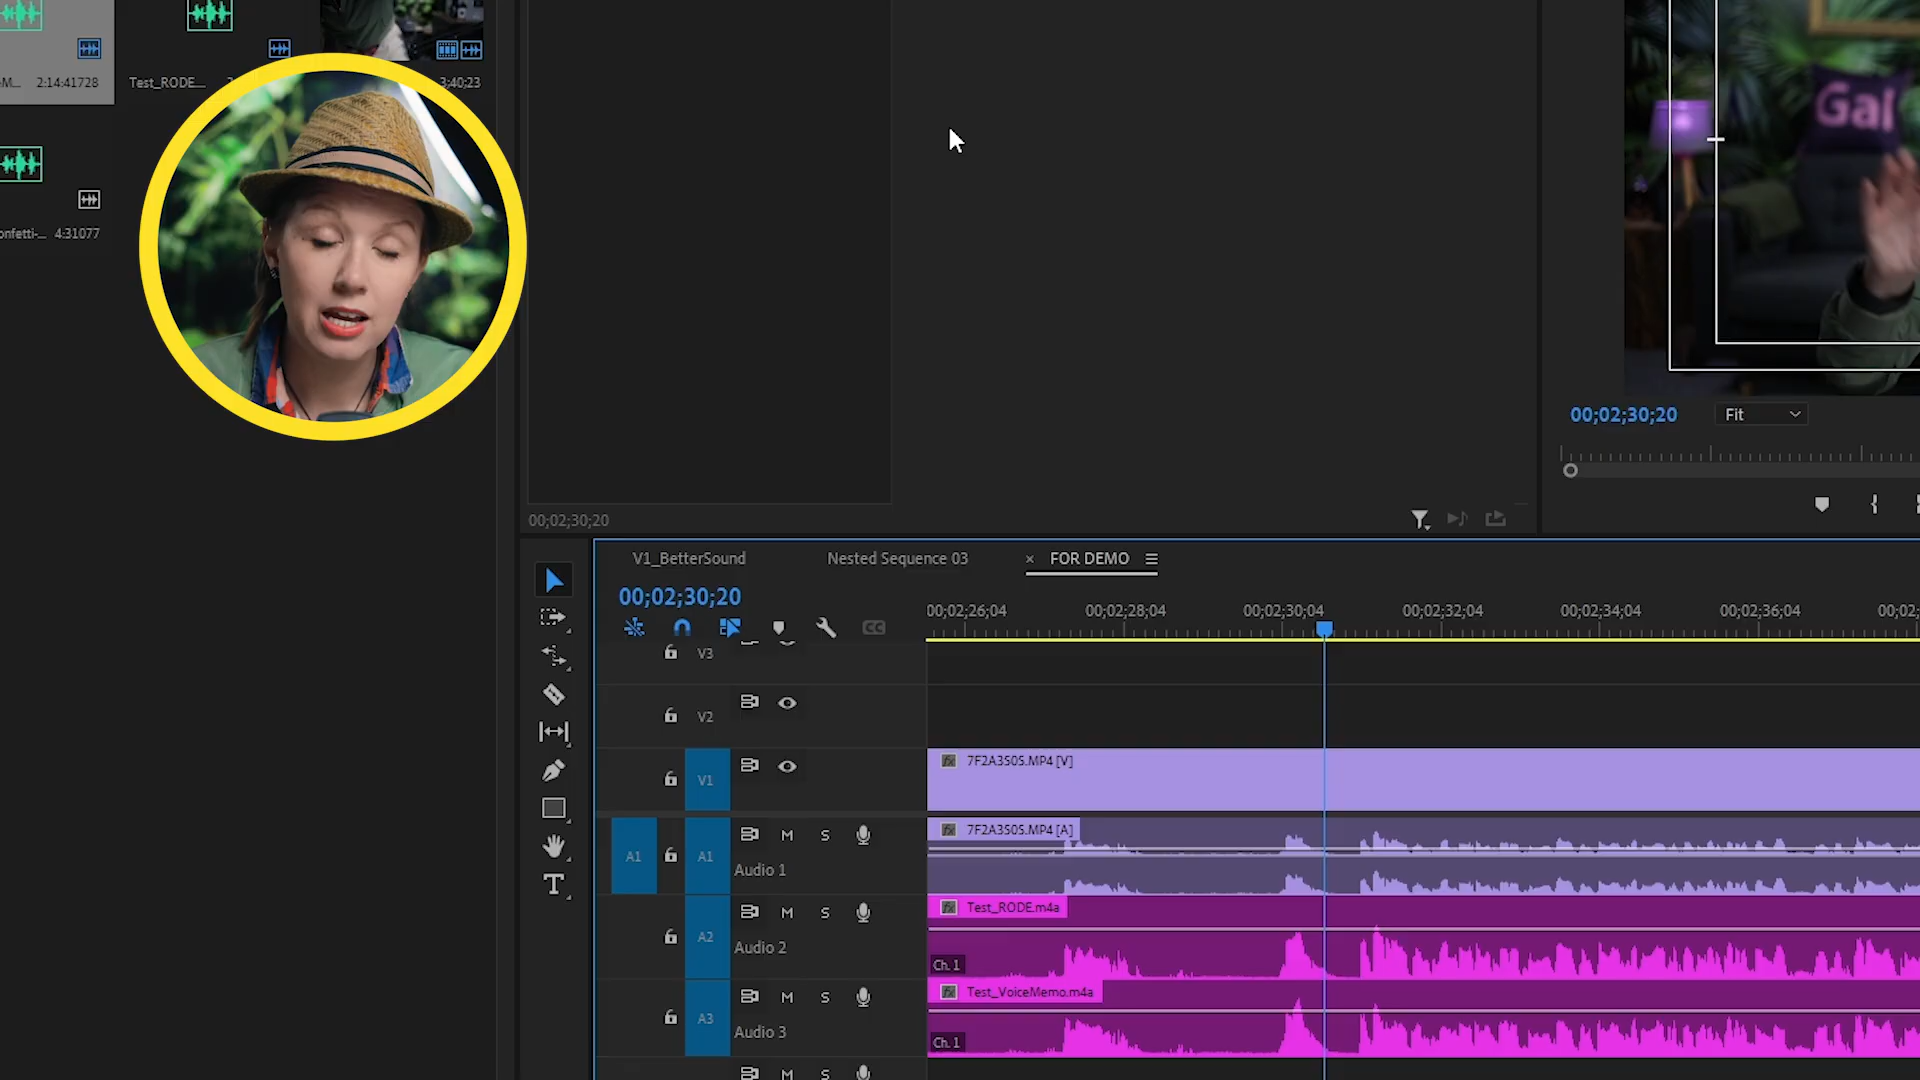 M... 2:14:41728
Test_RODE....
3;40;23
onfetti-... 4:31077
Gal
00;02;30;20
Fit
00;02;30;20
V1_BetterSound
Nested Sequence 03
× FOR DEMO
00;02;30;20
00;02;26;04
00;02;28;04
00;02;30;04
00;02;32;04
00;02;34;04
00;02;36;04
00;02;
CC
V3
V2
V1
7F2A3505.MP4 [V]
A1
A1
M
S
7F2A3505.MP4 [A]
Audio 1
A2
M
S
Test_RODE.m4a
Audio 2
Ch. 1
A3
M
S
Test_VoiceMemo.m4a
Audio 3
Ch. 1
M
S